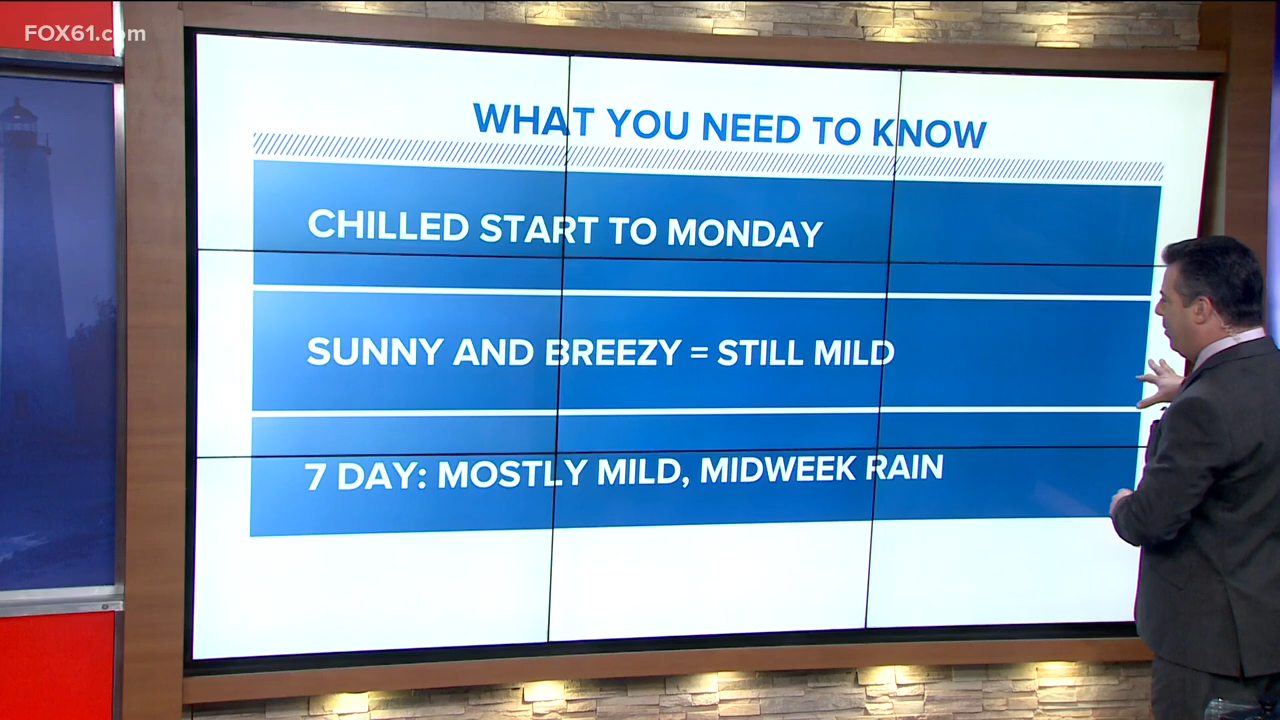 FOX61.com
WHAT YOU NEED TO KNOW
CHILLED START TO MONDAY
SUNNY AND BREEZY = STILL MILD
7 DAY: MOSTLY MILD, MIDWEEK RAIN